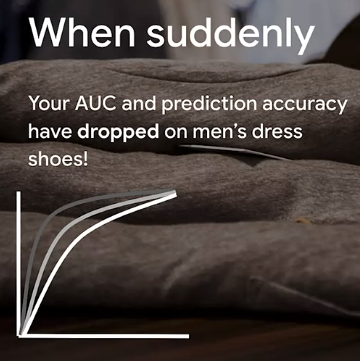 When suddenly
Your AUC and prediction accuracy
have dropped on men's dress
shoes!